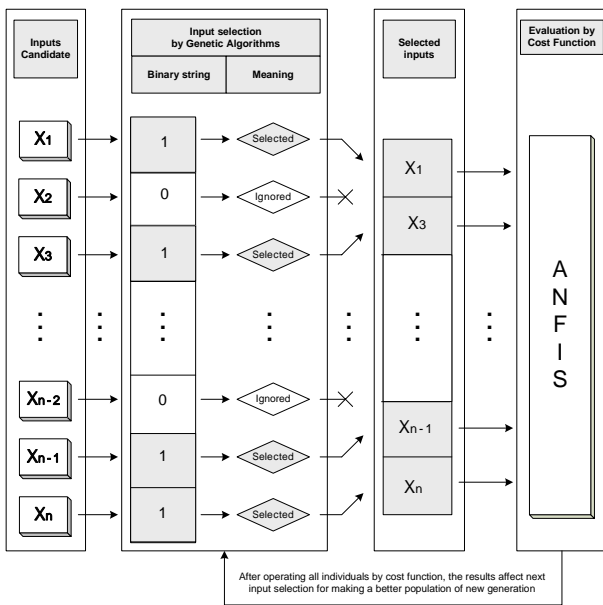 Inputs
Candidate
Input selection
by Genetic Algorithms
Binary string
Meaning
Selected
inputs
Evaluation by
Cost Function
X1
1
Selected
X1
X2
0
Ignored
X3
1
Selected
X3
Xn-2
0
Ignored
Xn-1
1
Selected
Xn-1
Xn
1
Selected
Xn
A
N
F
I
S
After operating all individuals by cost function, the results affect next
input selection for making a better population of new generation